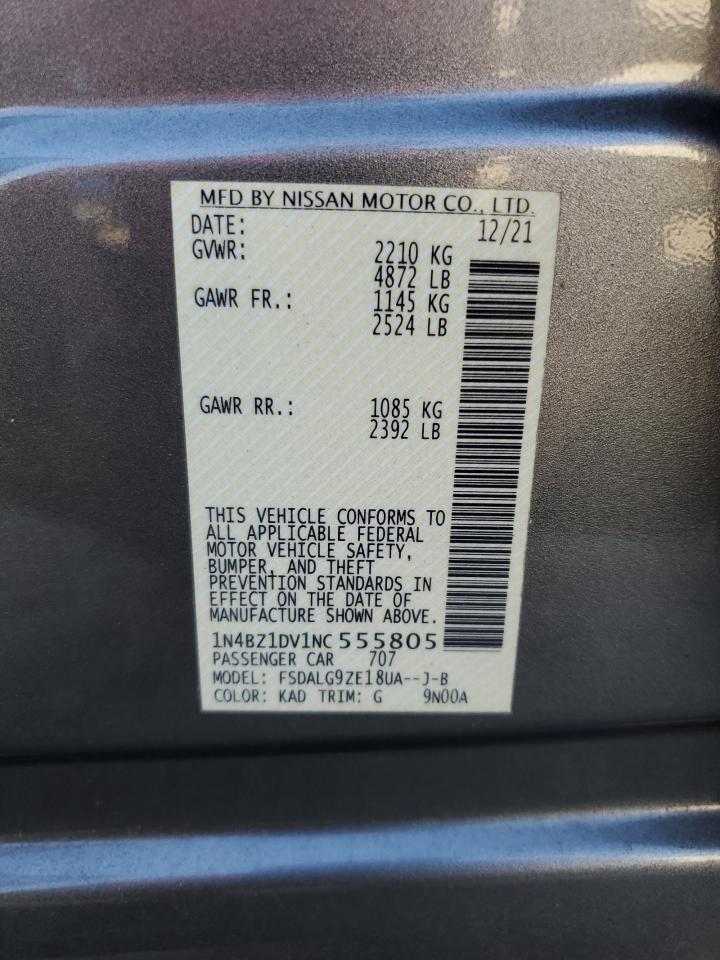 MFD BY NISSAN MOTOR CO., LTD.
DATE: 12/21
GVWR: 2210 KG
4872 LB
GAWR FR.: 1145 KG
2524 LB
GAWR RR.: 1085 KG
2392 LB
THIS VEHICLE CONFORMS TO
ALL APPLICABLE FEDERAL
MOTOR VEHICLE SAFETY,
BUMPER, AND THEFT
PREVENTION STANDARDS IN
EFFECT ON THE DATE OF
MANUFACTURE SHOWN ABOVE.
1N4BZ1DV1NC 555805
PASSENGER CAR 707
MODEL: FSDALG9ZE18UA--J-B
COLOR: KAD TRIM: G 9N00A